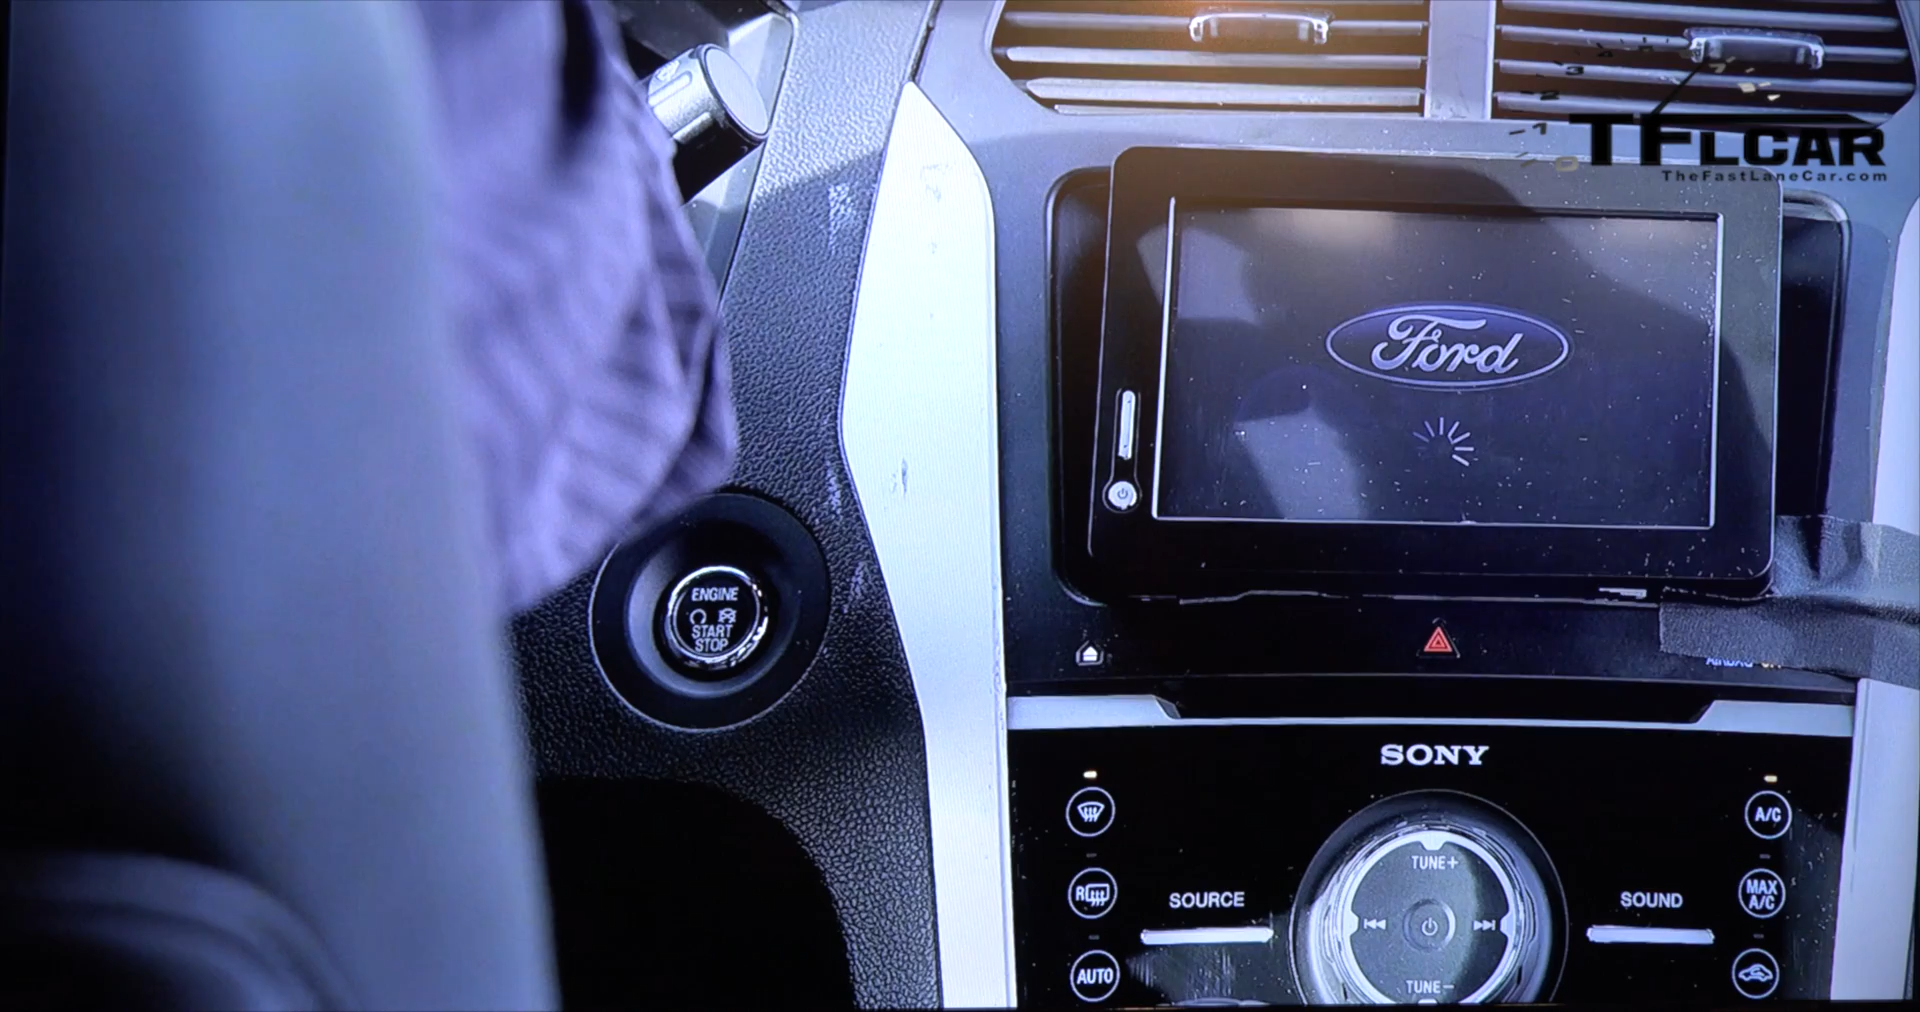 TFLCAR
TheFastLaneCar.com
Ford
ENGINE
START
STOP
SONY
A/C
TUNE+
R
MAX
A/C
SOURCE
SOUND
AUTO
TUNE-